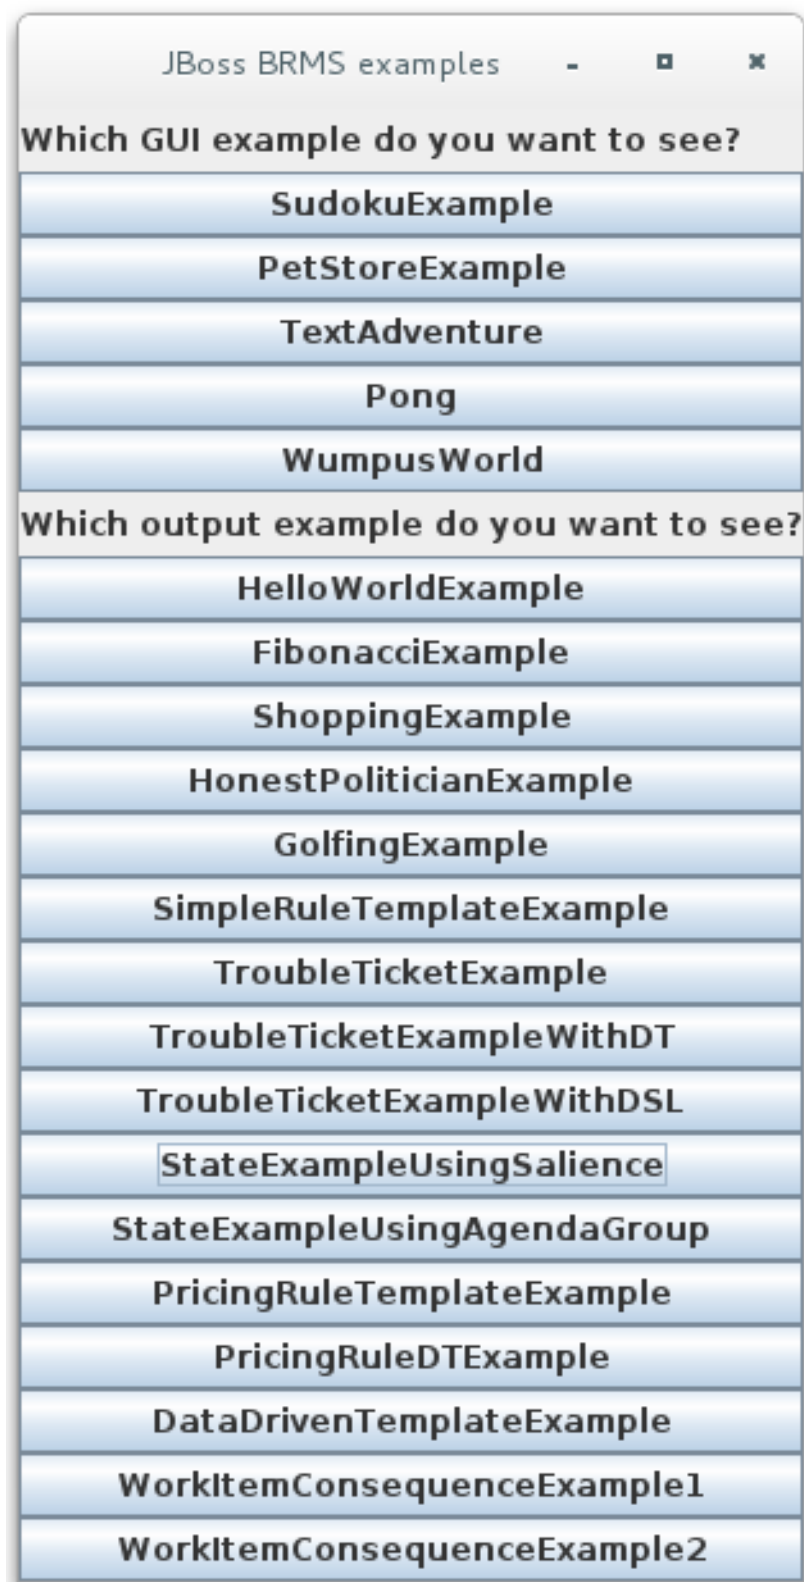 JBoss BRMS examples
Which GUI example do you want to see?
SudokuExample
PetStoreExample
TextAdventure
Pong
WumpusWorld
Which output example do you want to see?
HelloWorldExample
FibonacciExample
ShoppingExample
HonestPoliticianExample
GolfingExample
SimpleRuleTemplateExample
TroubleTicketExample
TroubleTicketExampleWithDT
TroubleTicketExampleWithDSL
StateExampleUsingSalience
StateExampleUsingAgendaGroup
PricingRuleTemplateExample
PricingRuleDTExample
DataDrivenTemplateExample
WorkItemConsequenceExample1
WorkItemConsequenceExample2